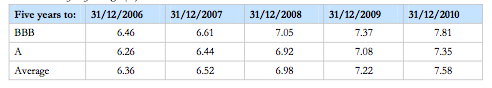 Five years to: 31/12/2006 31/12/2007 31/12/2008 31/12/2009 31/12/2010
BBB 6.46 6.61 7.05 7.37 7.81
A 6.26 6.44 6.92 7.08 7.35
Average 6.36 6.52 6.98 7.22 7.58